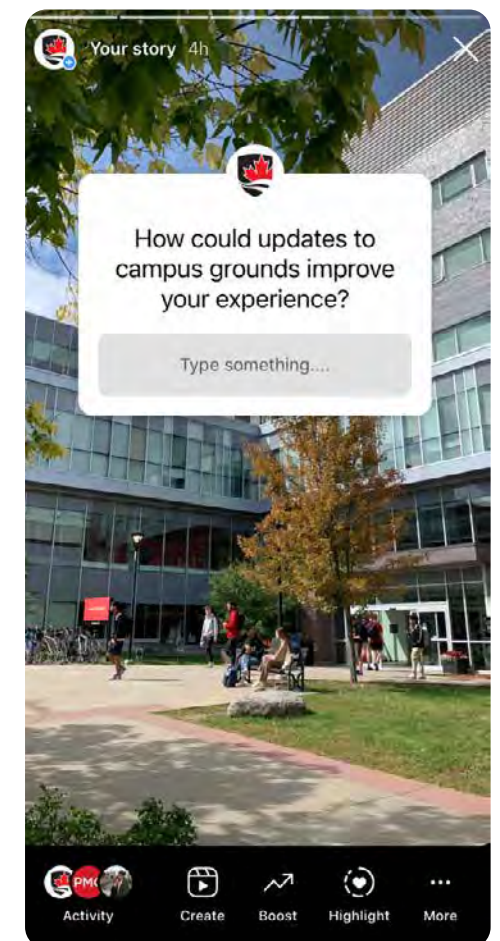 Your story 4h
How could updates to
campus grounds improve
your experience?
Type something....
PMC
Activity
Create
Boost
Highlight
More